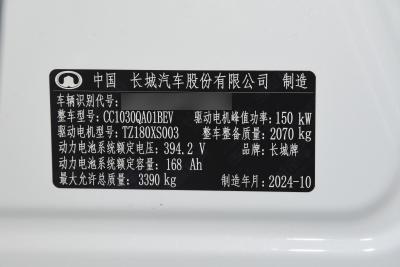 中国 长城汽车股份有限公司 制造
车辆识别代号:
整车型号: CC1030QA01BEV 驱动电机峰值功率: 150 kW
驱动电机型号: TZ180XS003 整车整备质量: 2070 kg
动力电池系统额定电压: 394.2 V 品牌: 长城牌
动力电池系统额定容量: 168 Ah
最大允许总质量: 3390 kg 制造年月: 2024-10